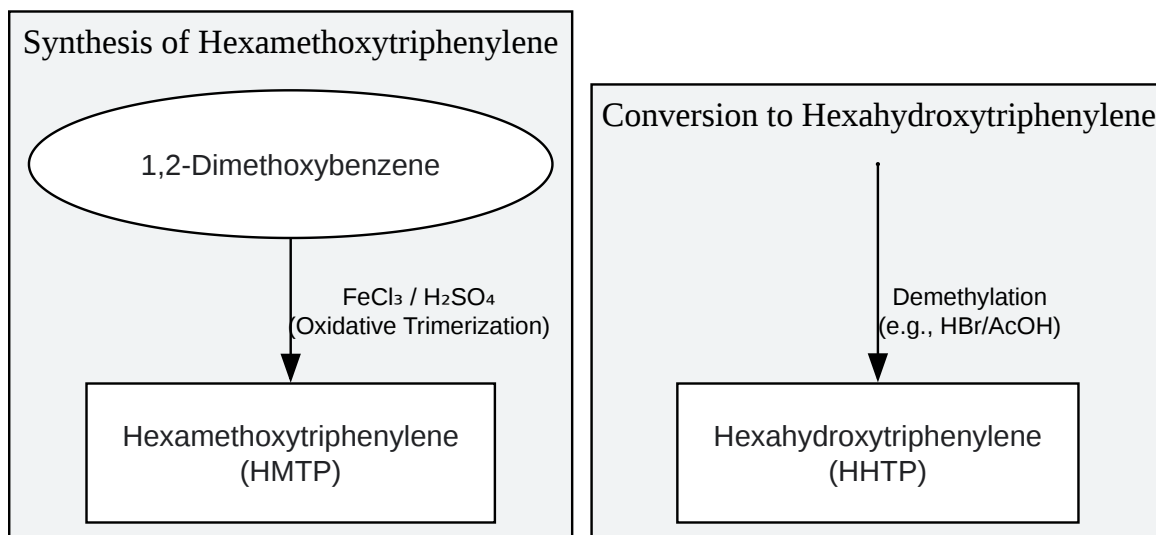 Synthesis of Hexamethoxytriphenylene
1,2-Dimethoxybenzene
FeCl₃ / H₂SO₄
(Oxidative Trimerization)
Hexamethoxytriphenylene
(HMTP)
Conversion to Hexahydroxytriphenylene
Demethylation
(e.g., HBr/AcOH)
Hexahydroxytriphenylene
(HHTP)